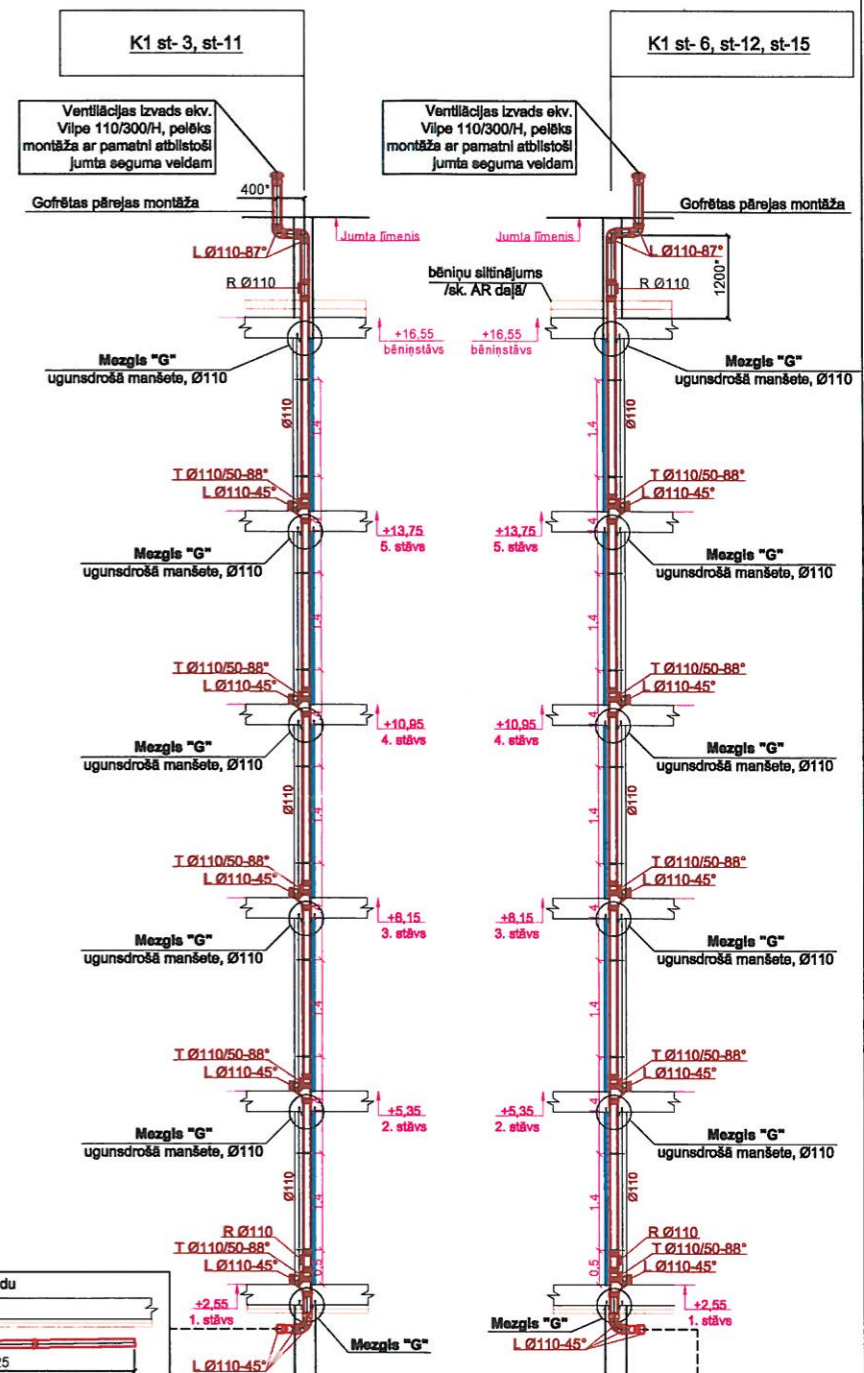 K1 st- 3, st-11
K1 st- 6, st-12, st-15
Ventilācijas izvads ekv.
Vilpe 110/300/H, pelēks
montāža ar pamatni atbilstoši
jumta seguma veidam
Ventilācijas izvads ekv.
Vilpe 110/300/H, pelēks
montāža ar pamatni atbilstoši
jumta seguma veidam
400*
Gofrētas pārejas montāža
Gofrētas pārejas montāža
Jumta līmenis
Jumta līmenis
L Ø110-87°
L Ø110-87°
R Ø110
bēniņu siltinājums
/sk. AR daļā/
R Ø110
1200*
+16,55
bēniņstāvs
+16,55
bēniņstāvs
Mezgls "G"
ugunsdrošā manšete, Ø110
Mezgls "G"
ugunsdrošā manšete, Ø110
Ø110
1.4
1.4
Ø110
T Ø110/50-88°
L Ø110-45°
T Ø110/50-88°
L Ø110-45°
+13,75
5. stāvs
+13,75
5. stāvs
Mezgls "G"
ugunsdrošā manšete, Ø110
Mezgls "G"
ugunsdrošā manšete, Ø110
1.4
1.4
T Ø110/50-88°
L Ø110-45°
T Ø110/50-88°
L Ø110-45°
+10,95
4. stāvs
+10,95
4. stāvs
Mezgls "G"
ugunsdrošā manšete, Ø110
Mezgls "G"
ugunsdrošā manšete, Ø110
Ø110
1.4
1.4
Ø110
T Ø110/50-88°
L Ø110-45°
T Ø110/50-88°
L Ø110-45°
+8,15
3. stāvs
+8,15
3. stāvs
Mezgls "G"
ugunsdrošā manšete, Ø110
Mezgls "G"
ugunsdrošā manšete, Ø110
1.4
1.4
T Ø110/50-88°
L Ø110-45°
T Ø110/50-88°
L Ø110-45°
+5,35
2. stāvs
+5,35
2. stāvs
Mezgls "G"
ugunsdrošā manšete, Ø110
Mezgls "G"
ugunsdrošā manšete, Ø110
Ø110
1.4
1.4
Ø110
R Ø110
T Ø110/50-88°
L Ø110-45°
0.5
0.5
R Ø110
T Ø110/50-88°
L Ø110-45°
+2,55
1. stāvs
+2,55
1. stāvs
Mezgls "G"
Mezgls "G"
L Ø110-45°
L Ø110-45°
du
25